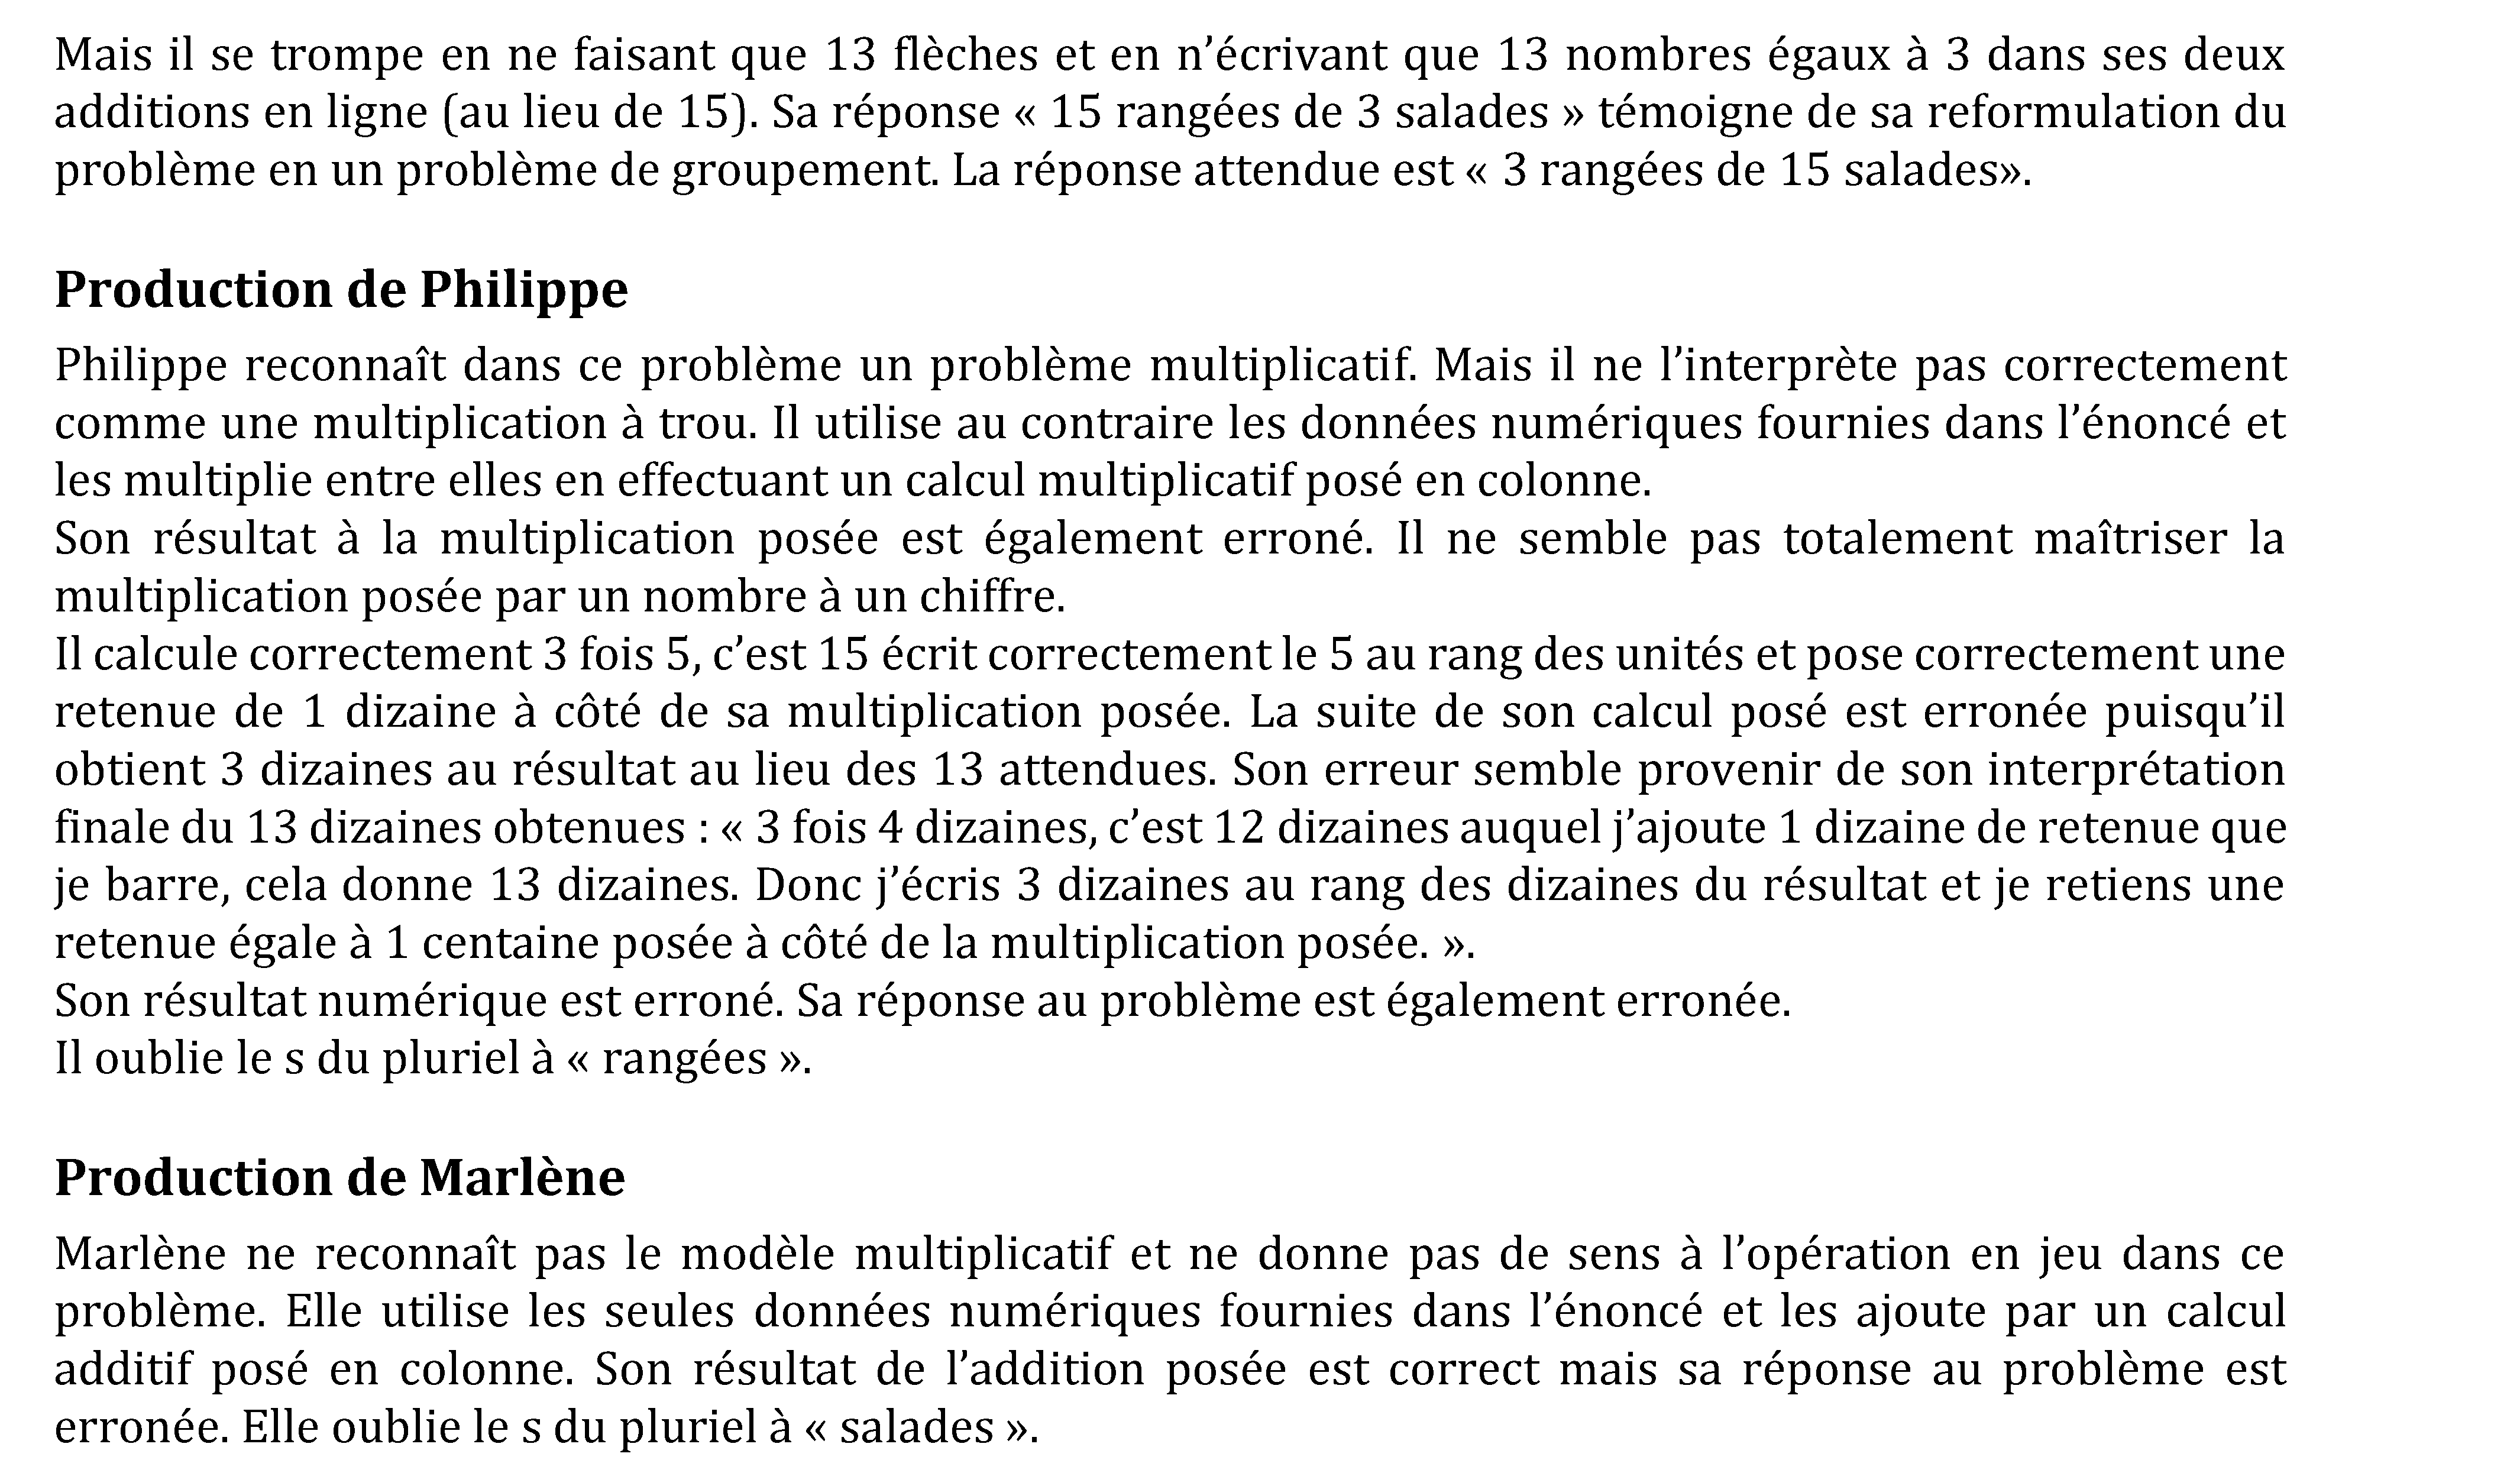 Mais il se trompe en ne faisant que 13 flèches et en n’écrivant que 13 nombres égaux à 3 dans ses deux
additions en ligne (au lieu de 15). Sa réponse « 15 rangées de 3 salades » témoigne de sa reformulation du
problème en un problème de groupement. La réponse attendue est « 3 rangées de 15 salades».
Production de Philippe
Philippe reconnaît dans ce problème un problème multiplicatif. Mais il ne l’interprète pas correctement
comme une multiplication à trou. Il utilise au contraire les données numériques fournies dans l’énoncé et
les multiplie entre elles en effectuant un calcul multiplicatif posé en colonne.
Son résultat à la multiplication posée est également erroné. Il ne semble pas totalement maîtriser la
multiplication posée par un nombre à un chiffre.
Il calcule correctement 3 fois 5, c’est 15 écrit correctement le 5 au rang des unités et pose correctement une
retenue de 1 dizaine à côté de sa multiplication posée. La suite de son calcul posé est erronée puisqu’il
obtient 3 dizaines au résultat au lieu des 13 attendues. Son erreur semble provenir de son interprétation
finale du 13 dizaines obtenues : « 3 fois 4 dizaines, c’est 12 dizaines auquel j’ajoute 1 dizaine de retenue que
je barre, cela donne 13 dizaines. Donc j’écris 3 dizaines au rang des dizaines du résultat et je retiens une
retenue égale à 1 centaine posée à côté de la multiplication posée. ».
Son résultat numérique est erroné. Sa réponse au problème est également erronée.
Il oublie le s du pluriel à « rangées ».
Production de Marlène
Marlène ne reconnaît pas le modèle multiplicatif et ne donne pas de sens à l’opération en jeu dans ce
problème. Elle utilise les seules données numériques fournies dans l’énoncé et les ajoute par un calcul
additif posé en colonne. Son résultat de l’addition posée est correct mais sa réponse au problème est
erronée. Elle oublie le s du pluriel à « salades ».